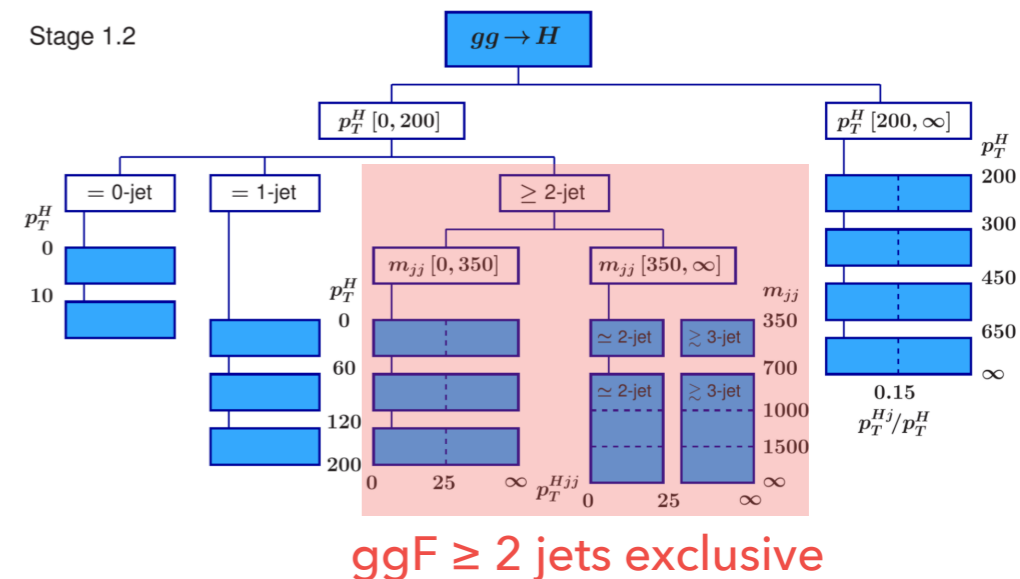 Stage 1.2
gg → H
p_T^H [0, 200]
p_T^H [200, ∞]
= 0-jet
= 1-jet
≥ 2-jet
p_T^H
0
10
m_jj [0, 350]
m_jj [350, ∞]
p_T^H
0
60
120
200
0
25
∞
≃ 2-jet
≳ 3-jet
≃ 2-jet
≳ 3-jet
m_jj
350
700
1000
1500
∞
p_T^Hjj
0
25
∞
p_T^H
200
300
450
650
∞
0.15
p_T^Hj/p_T^H
ggF ≥ 2 jets exclusive